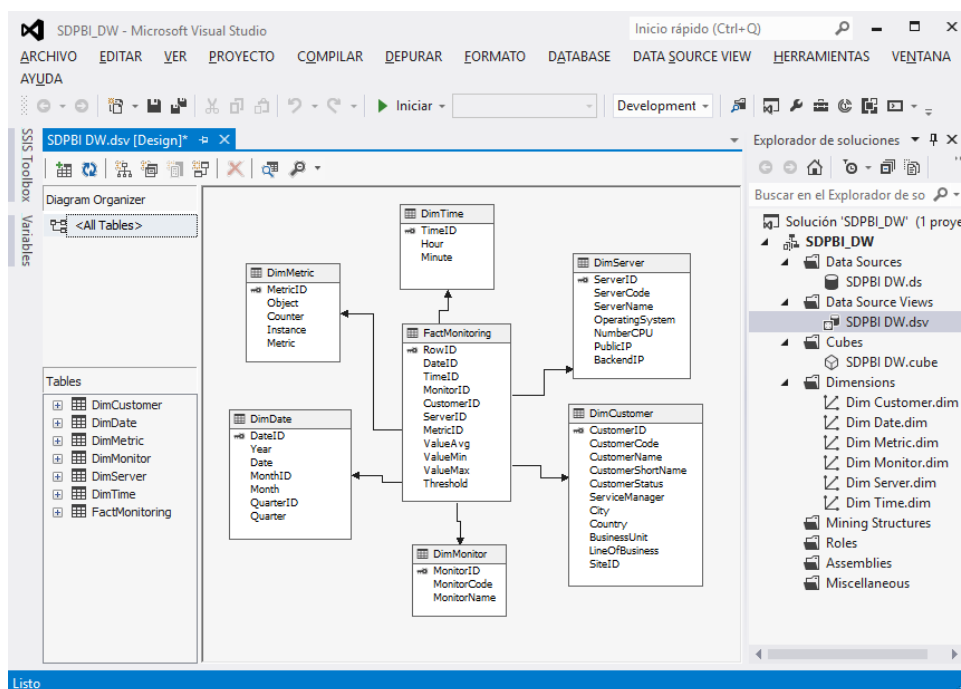 SDPBI_DW - Microsoft Visual Studio
Inicio rápido (Ctrl+Q)
ARCHIVO EDITAR VER PROYECTO COMPILAR DEPURAR FORMATO DATABASE DATA SOURCE VIEW HERRAMIENTAS VENTANA
AYUDA
Iniciar
Development
SSIS Toolbox
Variables
SDPBI DW.dsv [Design]*
Diagram Organizer
<All Tables>
Tables
DimCustomer
DimDate
DimMetric
DimMonitor
DimServer
DimTime
FactMonitoring
DimTime
TimeID
Hour
Minute
DimMetric
MetricID
Object
Counter
Instance
Metric
DimServer
ServerID
ServerCode
ServerName
OperatingSystem
NumberCPU
PublicIP
BackendIP
FactMonitoring
RowID
DateID
TimeID
MonitorID
CustomerID
ServerID
MetricID
ValueAvg
ValueMin
ValueMax
Threshold
DimDate
DateID
Year
Date
MonthID
Month
QuarterID
Quarter
DimCustomer
CustomerID
CustomerCode
CustomerName
CustomerShortName
CustomerStatus
ServiceManager
City
Country
BusinessUnit
LineOfBusiness
SiteID
DimMonitor
MonitorID
MonitorCode
MonitorName
Explorador de soluciones
Buscar en el Explorador de so
Solución 'SDPBI_DW' (1 proye
SDPBI_DW
Data Sources
SDPBI DW.ds
Data Source Views
SDPBI DW.dsv
Cubes
SDPBI DW.cube
Dimensions
Dim Customer.dim
Dim Date.dim
Dim Metric.dim
Dim Monitor.dim
Dim Server.dim
Dim Time.dim
Mining Structures
Roles
Assemblies
Miscellaneous
Listo